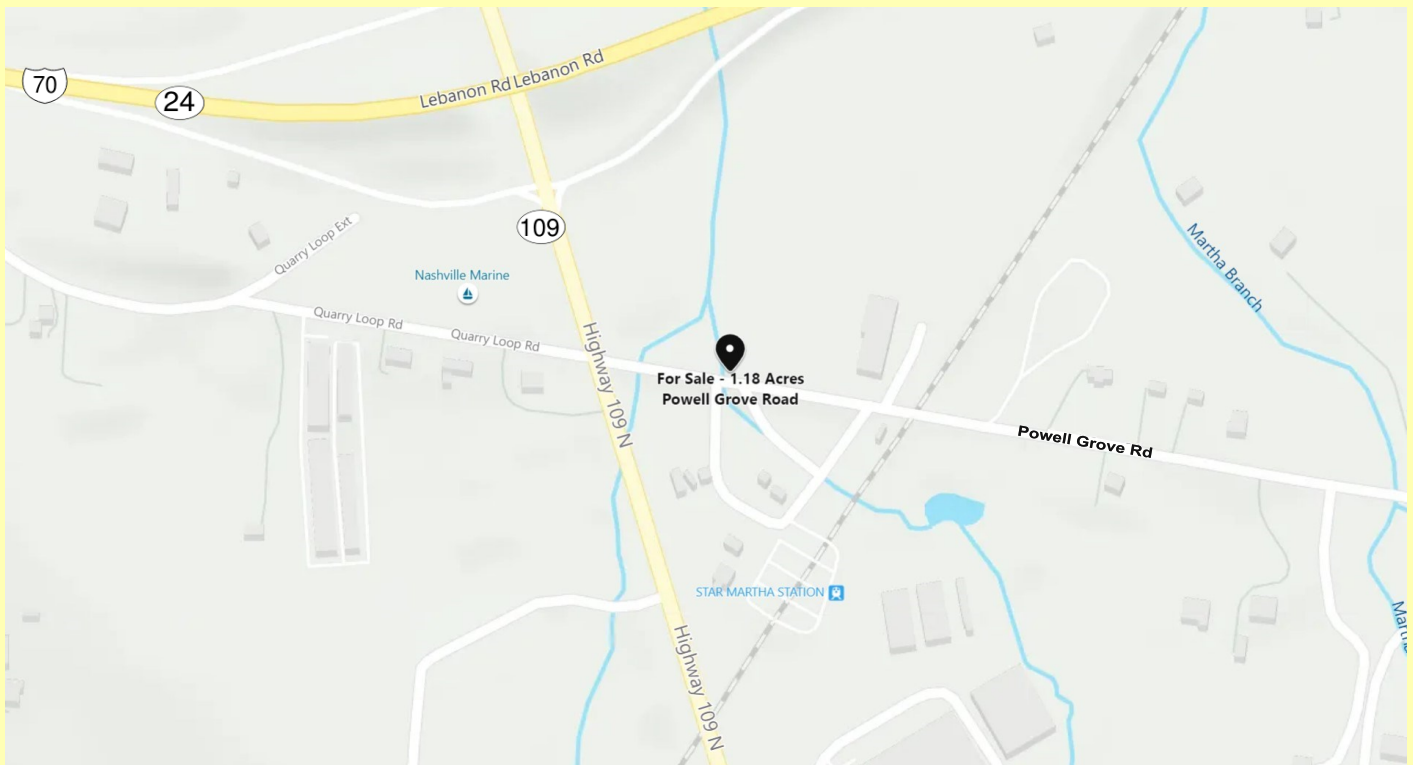 70
24
Lebanon Rd
Lebanon Rd
109
Quarry Loop Ext
Nashville Marine
Martha Branch
Quarry Loop Rd
Quarry Loop Rd
Highway 109 N
For Sale - 1.18 Acres
Powell Grove Road
Powell Grove Rd
STAR MARTHA STATION
Highway 109 N